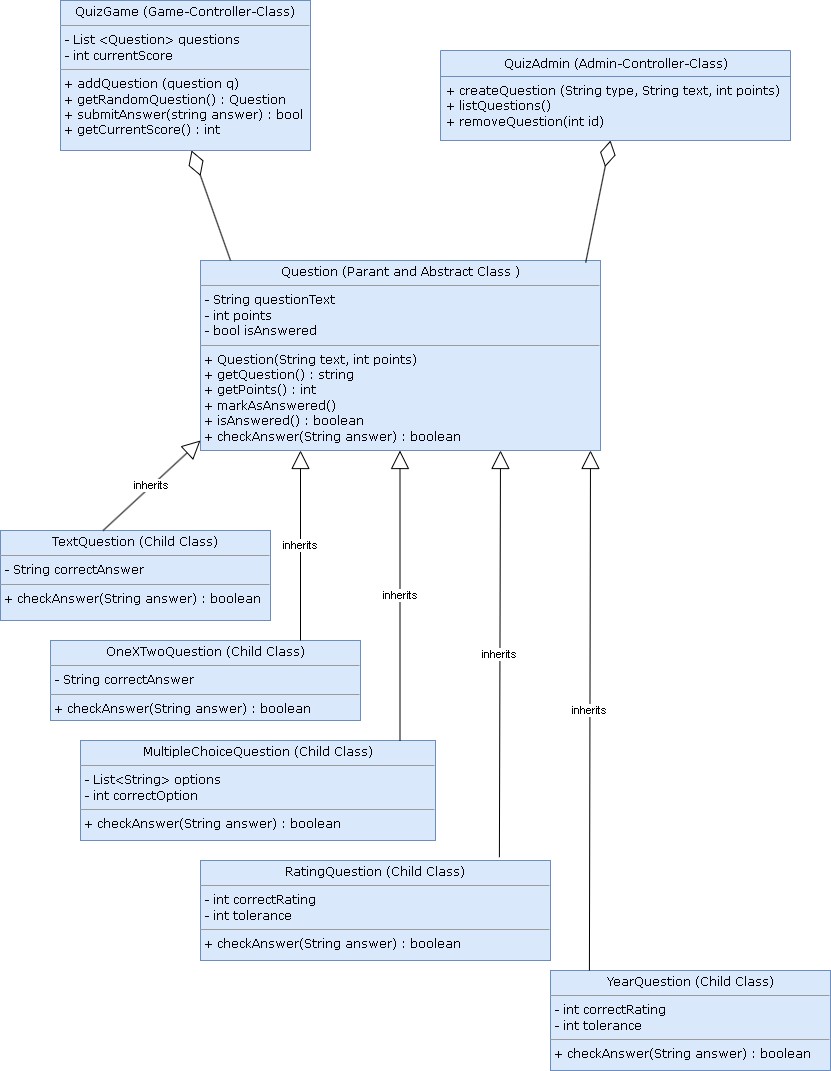 QuizGame (Game-Controller-Class)
- List <Question> questions
- int currentScore
+ addQuestion (question q)
+ getRandomQuestion() : Question
+ submitAnswer(string answer) : bool
+ getCurrentScore() : int
QuizAdmin (Admin-Controller-Class)
+ createQuestion (String type, String text, int points)
+ listQuestions()
+ removeQuestion(int id)
Question (Parant and Abstract Class )
- String questionText
- int points
- bool isAnswered
+ Question(String text, int points)
+ getQuestion() : string
+ getPoints() : int
+ markAsAnswered()
+ isAnswered() : boolean
+ checkAnswer(String answer) : boolean
inherits
TextQuestion (Child Class)
- String correctAnswer
+ checkAnswer(String answer) : boolean
inherits
OneXTwoQuestion (Child Class)
- String correctAnswer
+ checkAnswer(String answer) : boolean
inherits
MultipleChoiceQuestion (Child Class)
- List<String> options
- int correctOption
+ checkAnswer(String answer) : boolean
inherits
RatingQuestion (Child Class)
- int correctRating
- int tolerance
+ checkAnswer(String answer) : boolean
inherits
YearQuestion (Child Class)
- int correctRating
- int tolerance
+ checkAnswer(String answer) : boolean